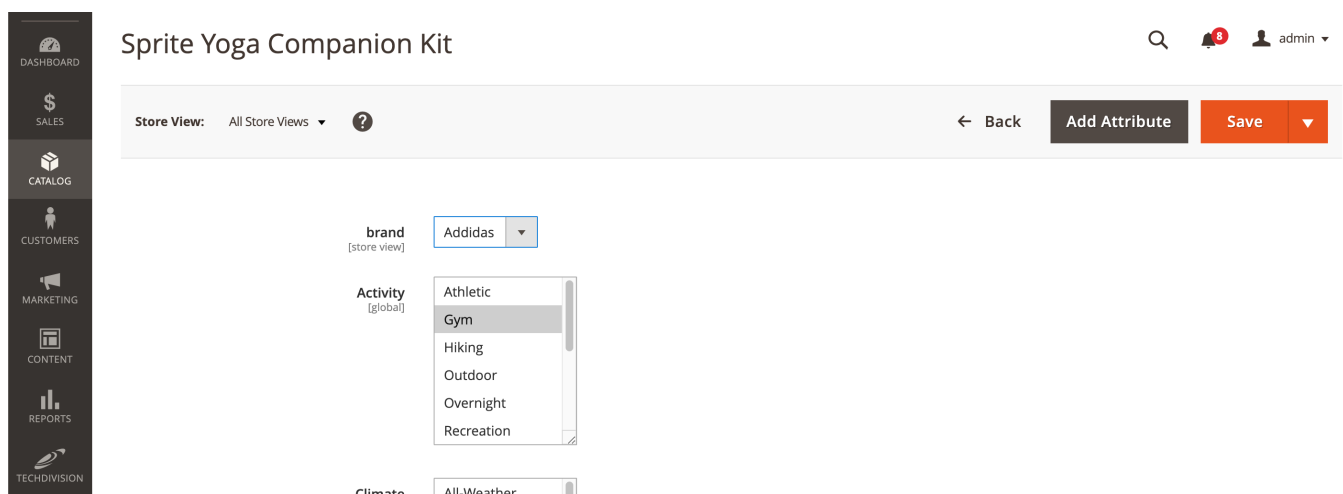 DASHBOARD
SALES
CATALOG
CUSTOMERS
MARKETING
CONTENT
REPORTS
TECHDIVISION
Sprite Yoga Companion Kit
8
admin
Store View: All Store Views ?
← Back
Add Attribute
Save
brand
[store view]
Addidas
Activity
[global]
Athletic
Gym
Hiking
Outdoor
Overnight
Recreation
Climate
All-Weather